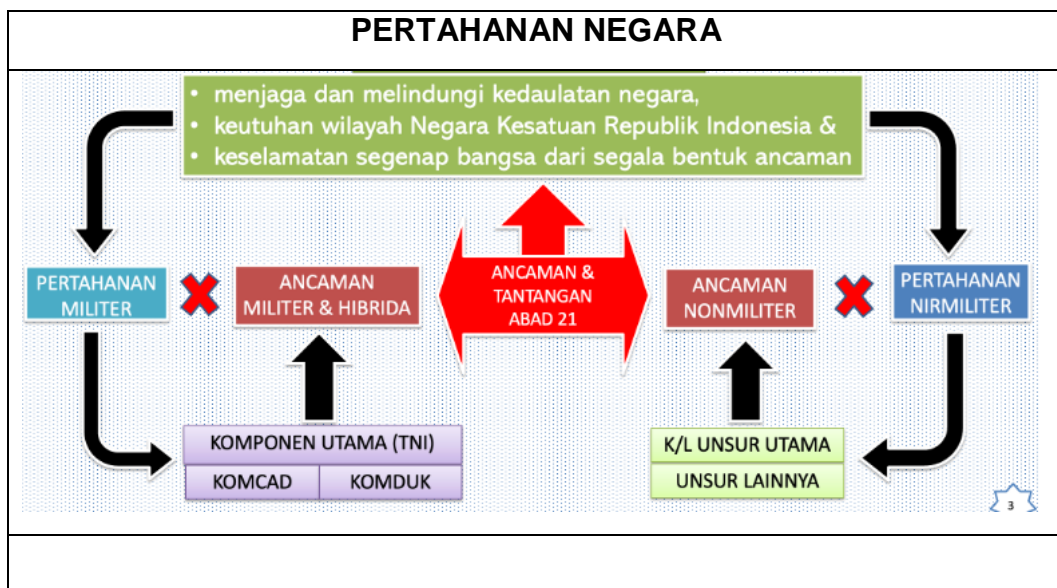 PERTAHANAN NEGARA
• menjaga dan melindungi kedaulatan negara,
• keutuhan wilayah Negara Kesatuan Republik Indonesia &
• keselamatan segenap bangsa dari segala bentuk ancaman
PERTAHANAN
MILITER
ANCAMAN
MILITER & HIBRIDA
ANCAMAN &
TANTANGAN
ABAD 21
ANCAMAN
NONMILITER
PERTAHANAN
NIRMILITER
KOMPONEN UTAMA (TNI)
KOMCAD
KOMDUK
K/L UNSUR UTAMA
UNSUR LAINNYA
3